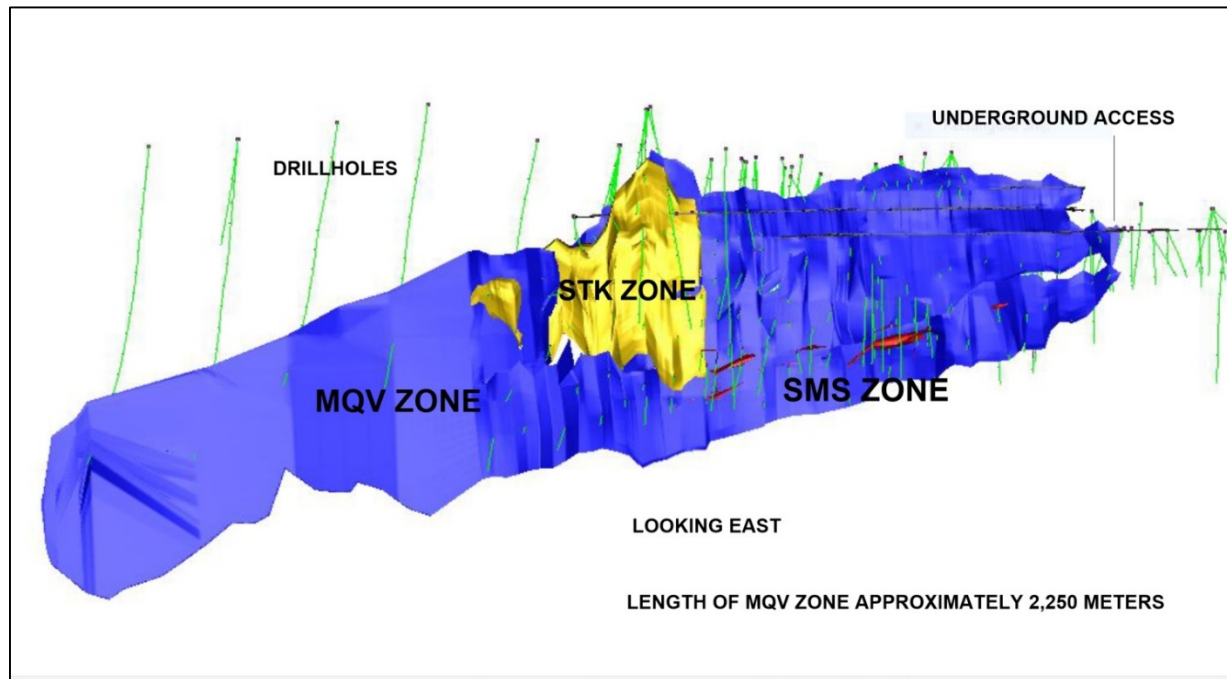 UNDERGROUND ACCESS
DRILLHOLES
STK ZONE
MQV ZONE
SMS ZONE
LOOKING EAST
LENGTH OF MQV ZONE APPROXIMATELY 2,250 METERS